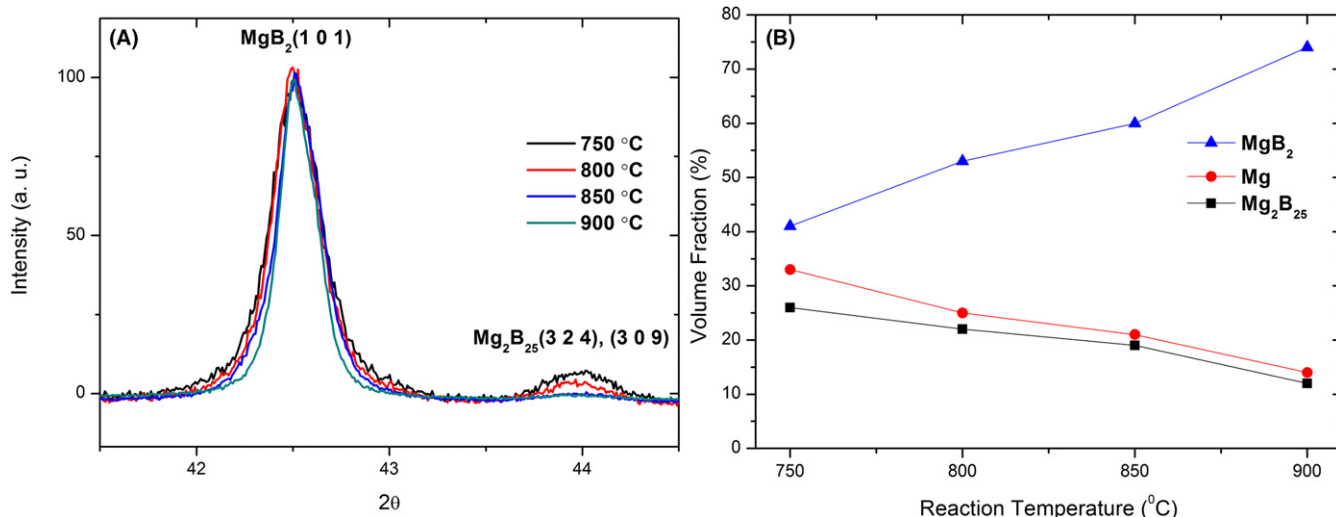 (A)
MgB₂(1 0 1)
Intensity (a. u.)
100
50
0
750 °C
800 °C
850 °C
900 °C
Mg₂B₂₅(3 2 4), (3 0 9)
42
43
44
2θ
(B)
Volume Fraction (%)
80
70
60
50
40
30
20
10
0
MgB₂
Mg
Mg₂B₂₅
750
800
850
900
Reaction Temperature (⁰C)